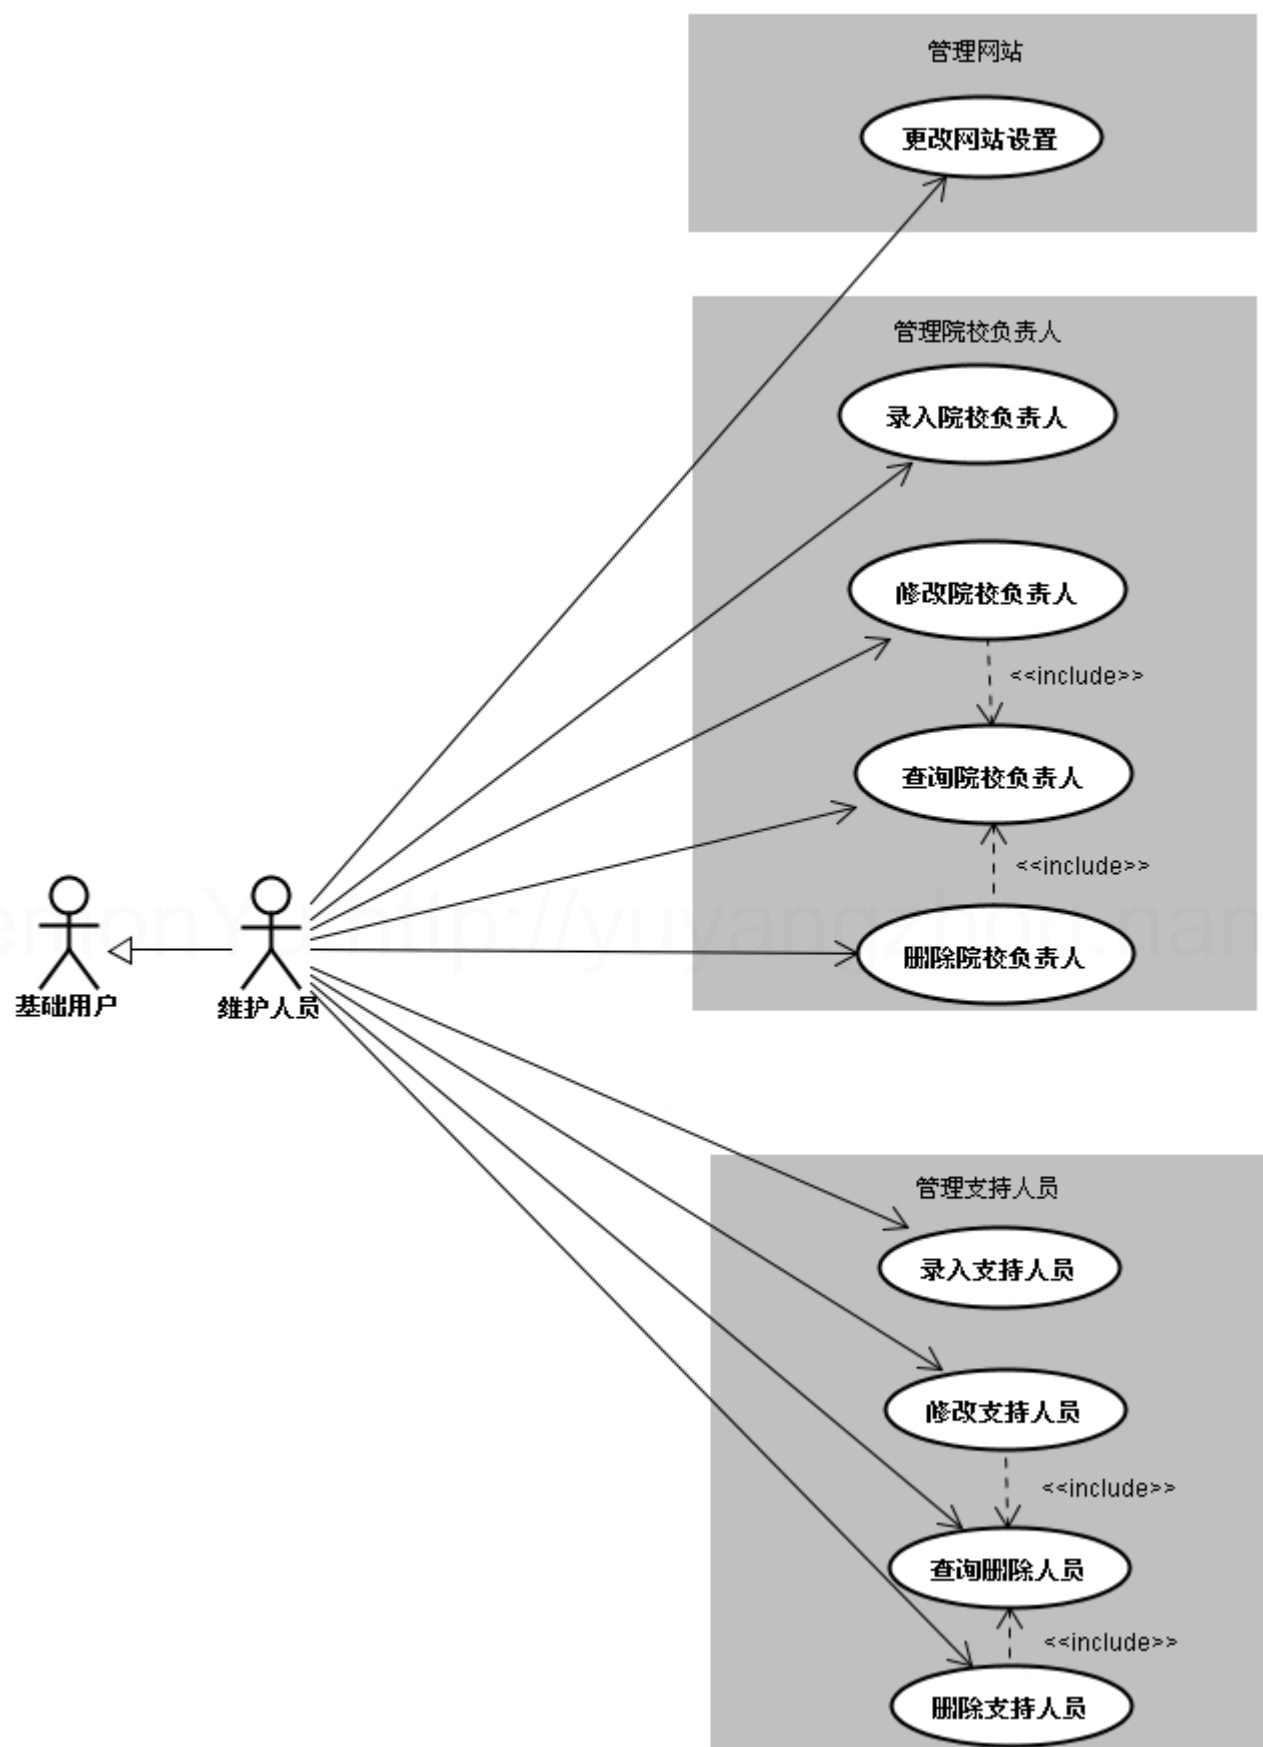 管理网站
更改网站设置
管理院校负责人
录入院校负责人
修改院校负责人
<<include>>
查询院校负责人
<<include>>
删除院校负责人
基础用户
维护人员
管理支持人员
录入支持人员
修改支持人员
<<include>>
查询删除人员
<<include>>
删除支持人员